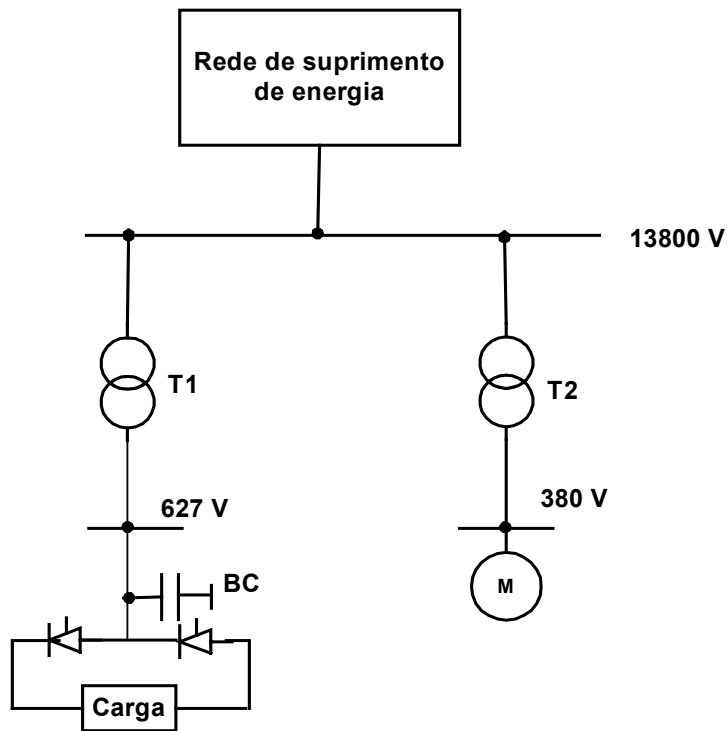 Rede de suprimento
de energia
13800 V
T1
T2
627 V
380 V
BC
M
Carga